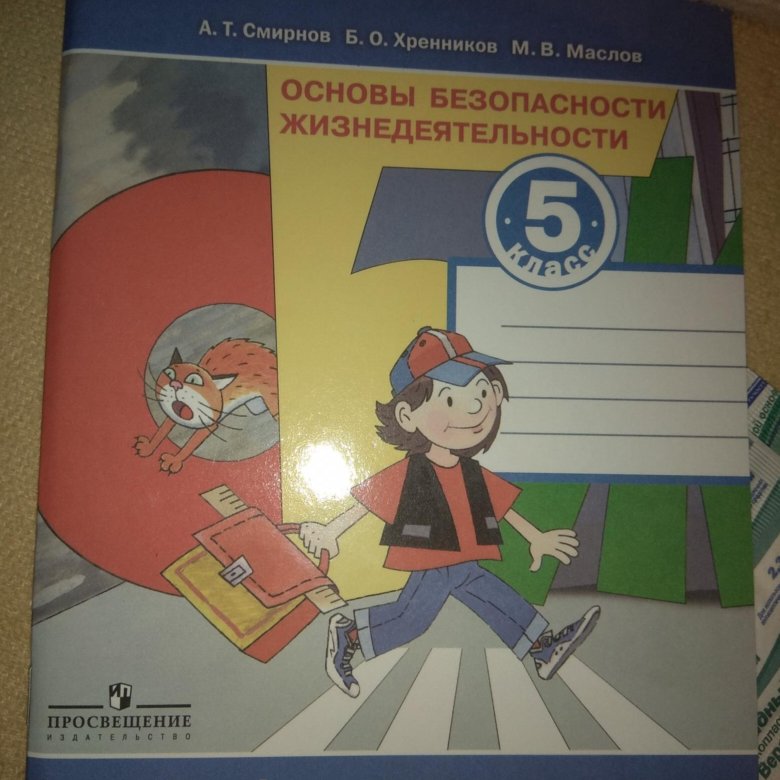 А. Т. Смирнов Б. О. Хренников М. В. Маслов
ОСНОВЫ БЕЗОПАСНОСТИ
ЖИЗНЕДЕЯТЕЛЬНОСТИ
· 5 ·
класс
ПРОСВЕЩЕНИЕ
ИЗДАТЕЛЬСТВО